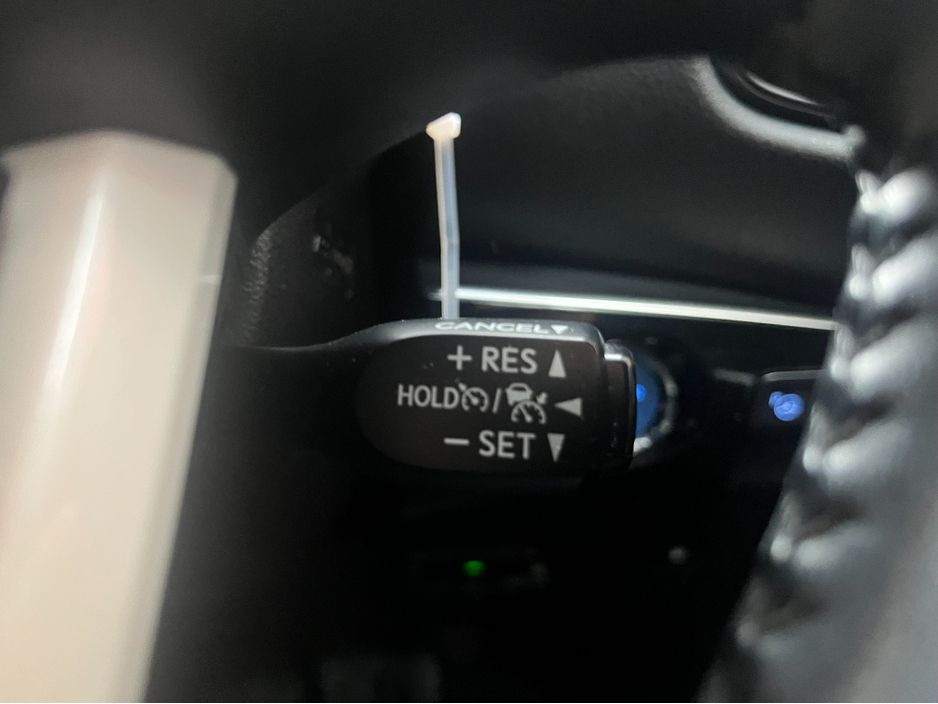 CANCEL
+ RES
HOLD /
− SET